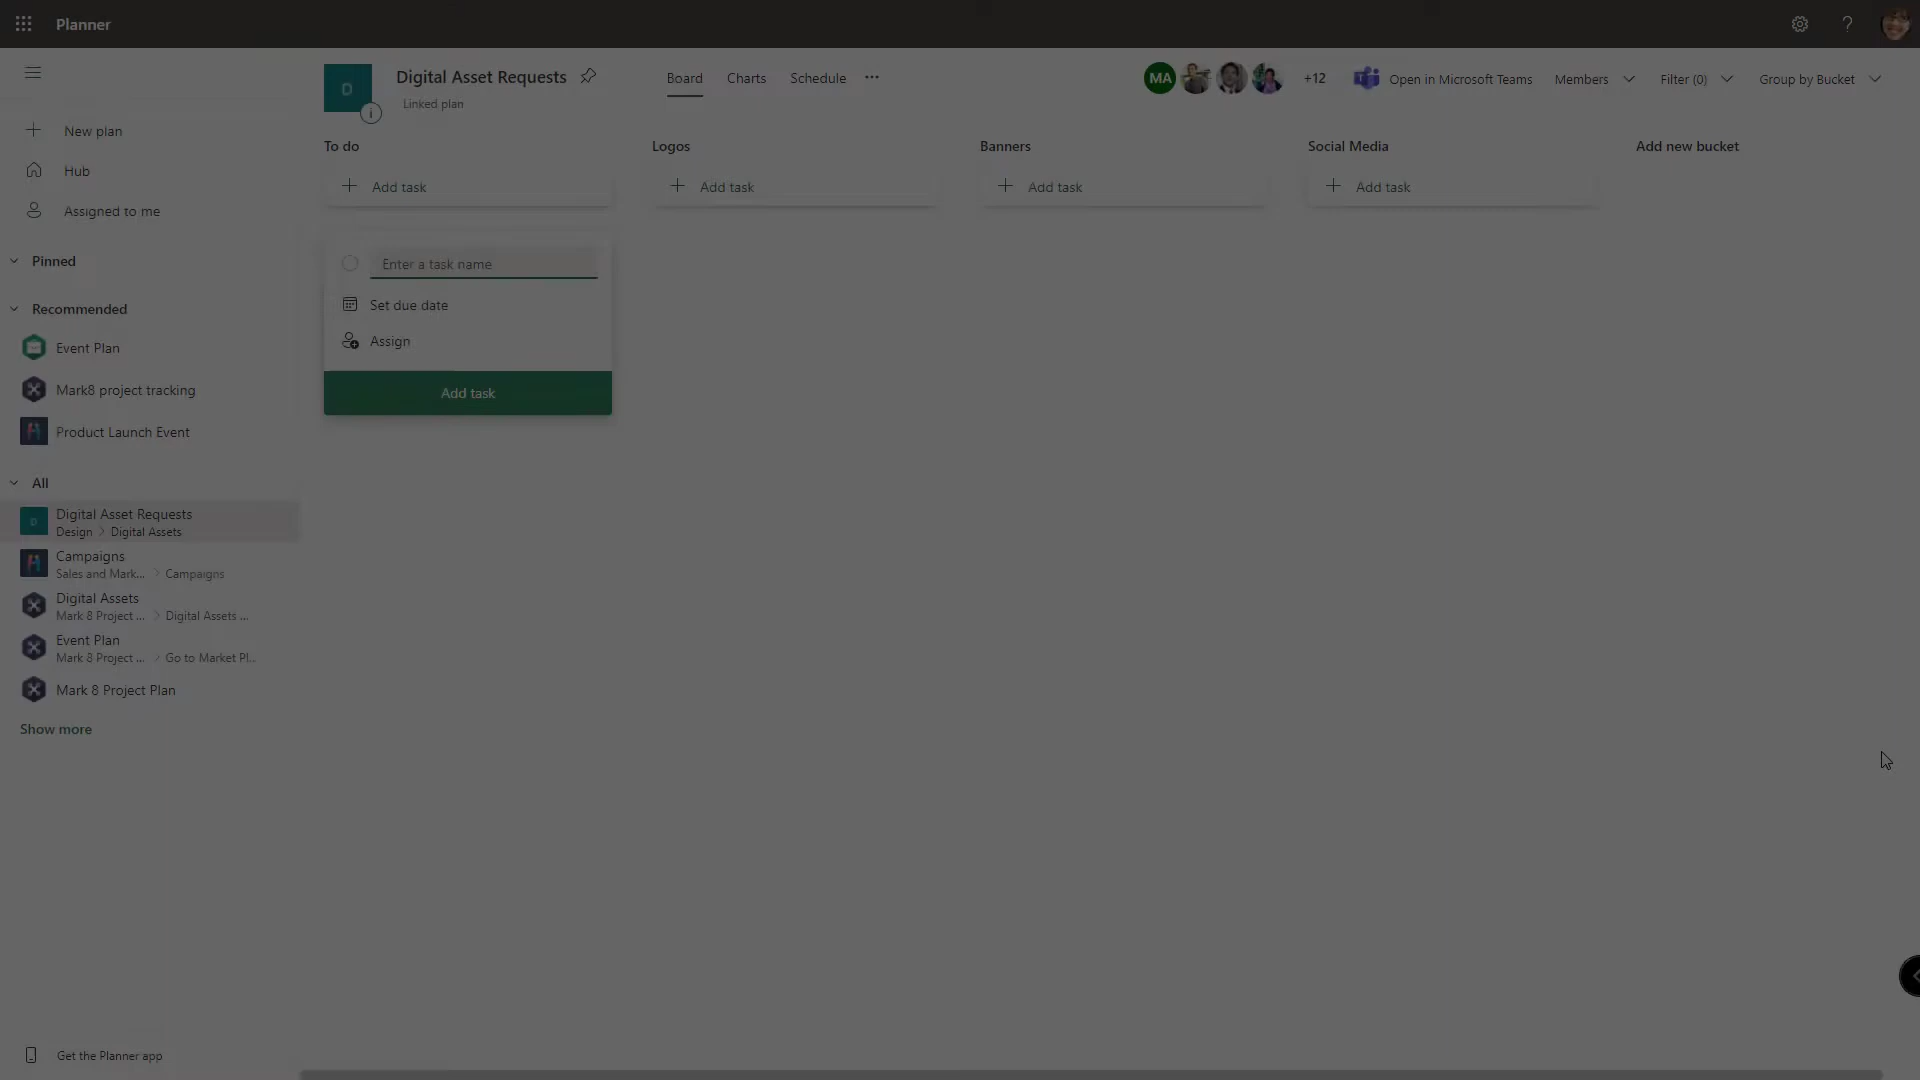 Planner
Digital Asset Requests
Linked plan
D
Board
Charts
Schedule
MA
+12
Open in Microsoft Teams
Members
Filter (0)
Group by Bucket
New plan
Hub
Assigned to me
Pinned
Recommended
Event Plan
Mark8 project tracking
Product Launch Event
All
D
Digital Asset Requests
Design > Digital Assets
Campaigns
Sales and Mark... > Campaigns
Digital Assets
Mark 8 Project ... > Digital Assets ...
Event Plan
Mark 8 Project ... > Go to Market Pl...
Mark 8 Project Plan
Show more
Get the Planner app
To do
Add task
Enter a task name
Set due date
Assign
Add task
Logos
Add task
Banners
Add task
Social Media
Add task
Add new bucket